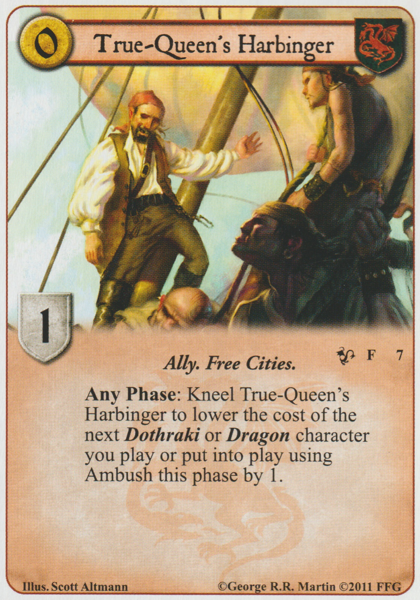 0
True-Queen's Harbinger
1
Ally. Free Cities.
F 7
Any Phase: Kneel True-Queen's
Harbinger to lower the cost of the
next Dothraki or Dragon character
you play or put into play using
Ambush this phase by 1.
Illus. Scott Altmann
©George R.R. Martin ©2011 FFG